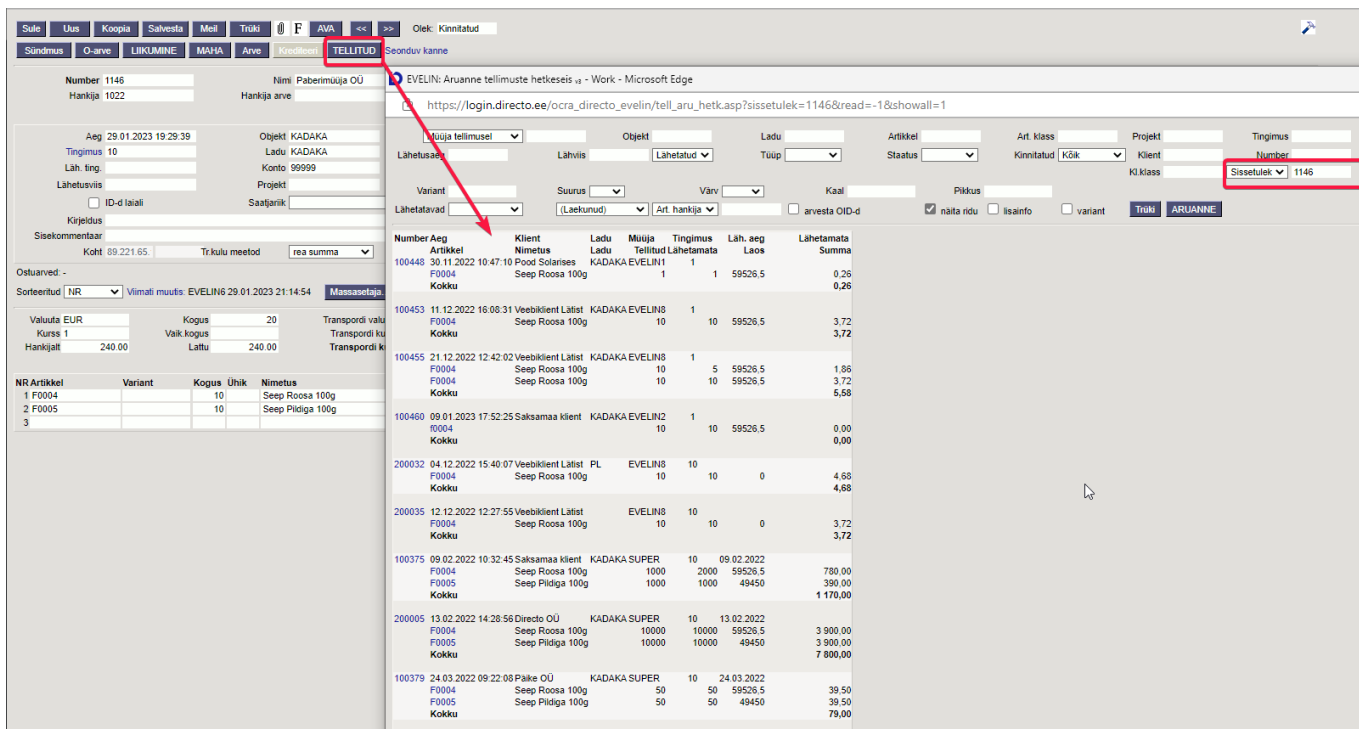 Sule Uus Koopia Salvesta Meil Trüki F AVA << >> Olek: Kinnitatud
Sündmus O-arve LIIKUMINE MAHA Arve Krediteeri TELLITUD Seonduv kanne
Number 1146 Nimi Paberimüüja OÜ
Hankija 1022 Hankija arve
Aeg 29.01.2023 19:29:39 Objekt KADAKA
Tingimus 10 Ladu KADAKA
Läh. ting. Konto 99999
Lähetusviis Projekt
ID-d laiali Saatjariik
Kirjeldus
Sisekommentaar
Koht 89.221.65. Tr.kulu meetod rea summa
Ostuarved: -
Sorteeritud NR Viimati muutis: EVELIN6 29.01.2023 21:14:54 Massasetaja.
Valuuta EUR Kogus 20 Transpordi valu
Kurss 1 Vaik.kogus Transpordi ku
Hankijalt 240.00 Lattu 240.00 Transpordi k
NR Artikkel Variant Kogus Ühik Nimetus
1 F0004 10 Seep Roosa 100g
2 F0005 10 Seep Pildiga 100g
3
EVELIN: Aruanne tellimuste hetkeseis v3 - Work - Microsoft Edge
https://login.directo.ee/ocra_directo_evelin/tell_aru_hetk.asp?sissetulek=1146&read=-1&showall=1
Müüja tellimusel Objekt Ladu Artikkel Art. klass Projekt Tingimus
Lähetusaeg Lähviis Lähetatud Tüüp Staatus Kinnitatud Kõik Klient Number
Kl.klass Sissetulek 1146
Variant Suurus Värv Kaal Pikkus
Lähetatavad (Laekunud) Art. hankija arvesta OID-d näita ridu lisainfo variant Trüki ARUANNE
Number Aeg Klient Ladu Müüja Tingimus Läh. aeg Lähetamata
Artikkel Nimetus Ladu Tellitud Lähetamata Laos Summa
100448 30.11.2022 10:47:10 Pood Solarises KADAKA EVELIN1 1
F0004 Seep Roosa 100g 1 1 59526,5 0,26
Kokku 0,26
100453 11.12.2022 16:08:31 Veebiklient Lätist KADAKA EVELIN8 1
F0004 Seep Roosa 100g 10 10 59526,5 3,72
Kokku 3,72
100455 21.12.2022 12:42:02 Veebiklient Lätist KADAKA EVELIN8 1
F0004 Seep Roosa 100g 10 5 59526,5 1,86
F0004 Seep Roosa 100g 10 10 59526,5 3,72
Kokku 5,58
100460 09.01.2023 17:52:25 Saksamaa klient KADAKA EVELIN2 1
f0004 10 10 59526,5 0,00
Kokku 0,00
200032 04.12.2022 15:40:07 Veebiklient Lätist PL EVELIN8 10
F0004 Seep Roosa 100g 10 10 0 4,68
Kokku 4,68
200035 12.12.2022 12:27:55 Veebiklient Lätist EVELIN8 10
F0004 Seep Roosa 100g 10 10 0 3,72
Kokku 3,72
100375 09.02.2022 10:32:45 Saksamaa klient KADAKA SUPER 10 09.02.2022
F0004 Seep Roosa 100g 1000 2000 59526,5 780,00
F0005 Seep Pildiga 100g 1000 1000 49450 390,00
Kokku 1 170,00
200005 13.02.2022 14:28:56 Directo OÜ KADAKA SUPER 10 13.02.2022
F0004 Seep Roosa 100g 10000 10000 59526,5 3 900,00
F0005 Seep Pildiga 100g 10000 10000 49450 3 900,00
Kokku 7 800,00
100379 24.03.2022 09:22:08 Päike OÜ KADAKA SUPER 10 24.03.2022
F0004 Seep Roosa 100g 50 50 59526,5 39,50
F0005 Seep Pildiga 100g 50 50 49450 39,50
Kokku 79,00